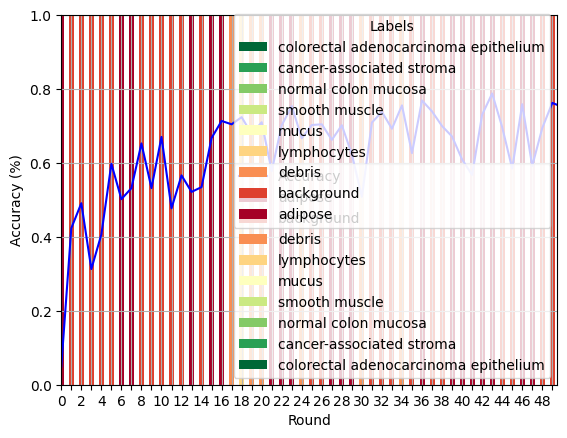 Labels
colorectal adenocarcinoma epithelium
cancer-associated stroma
normal colon mucosa
smooth muscle
mucus
lymphocytes
Accuracy
debris
adipose
background
background
adipose
debris
lymphocytes
mucus
smooth muscle
normal colon mucosa
cancer-associated stroma
colorectal adenocarcinoma epithelium
1.0
0.8
0.6
0.4
0.2
0.0
Accuracy (%)
0 2 4 6 8 10 12 14 16 18 20 22 24 26 28 30 32 34 36 38 40 42 44 46 48
Round